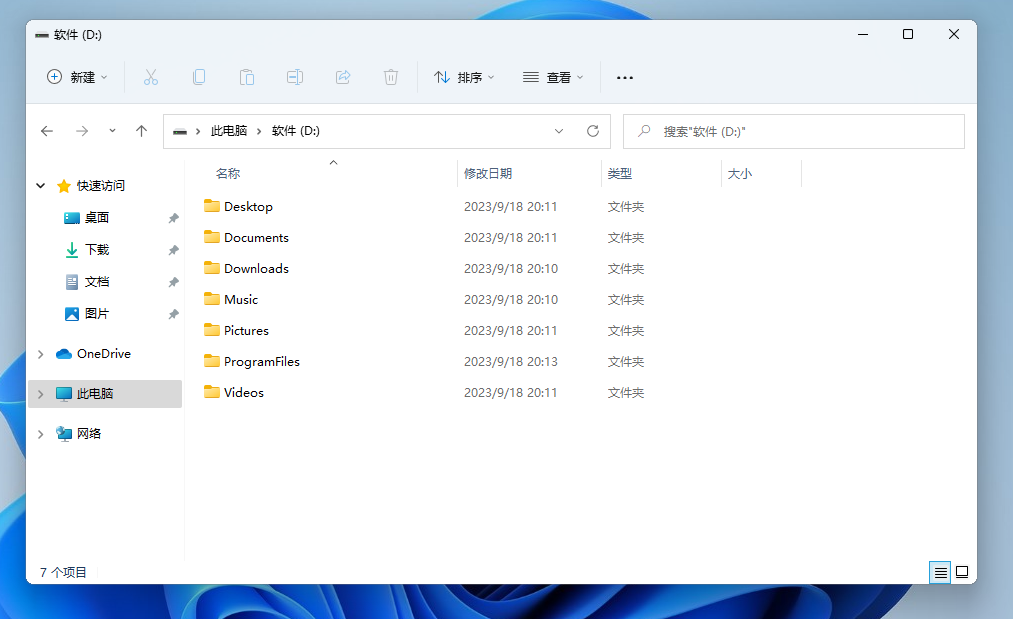 软件 (D:)
新建 排序 查看
此电脑 软件 (D:) 搜索"软件 (D:)"
名称 修改日期 类型 大小
快速访问
桌面
下载
文档
图片
OneDrive
此电脑
网络
Desktop 2023/9/18 20:11 文件夹
Documents 2023/9/18 20:11 文件夹
Downloads 2023/9/18 20:10 文件夹
Music 2023/9/18 20:10 文件夹
Pictures 2023/9/18 20:11 文件夹
ProgramFiles 2023/9/18 20:13 文件夹
Videos 2023/9/18 20:11 文件夹
7 个项目